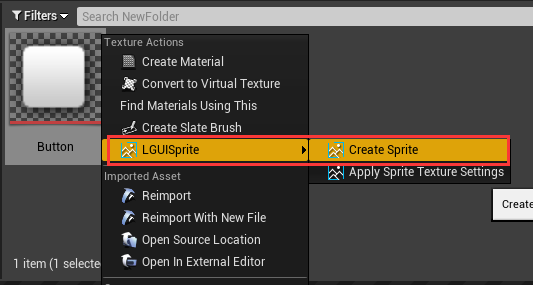 Filters
Search NewFolder
Button
Texture Actions
Create Material
Convert to Virtual Texture
Find Materials Using This
Create Slate Brush
LGUISprite
Create Sprite
Apply Sprite Texture Settings
Create
Imported Asset
Reimport
Reimport With New File
Open Source Location
Open In External Editor
1 item (1 selecte